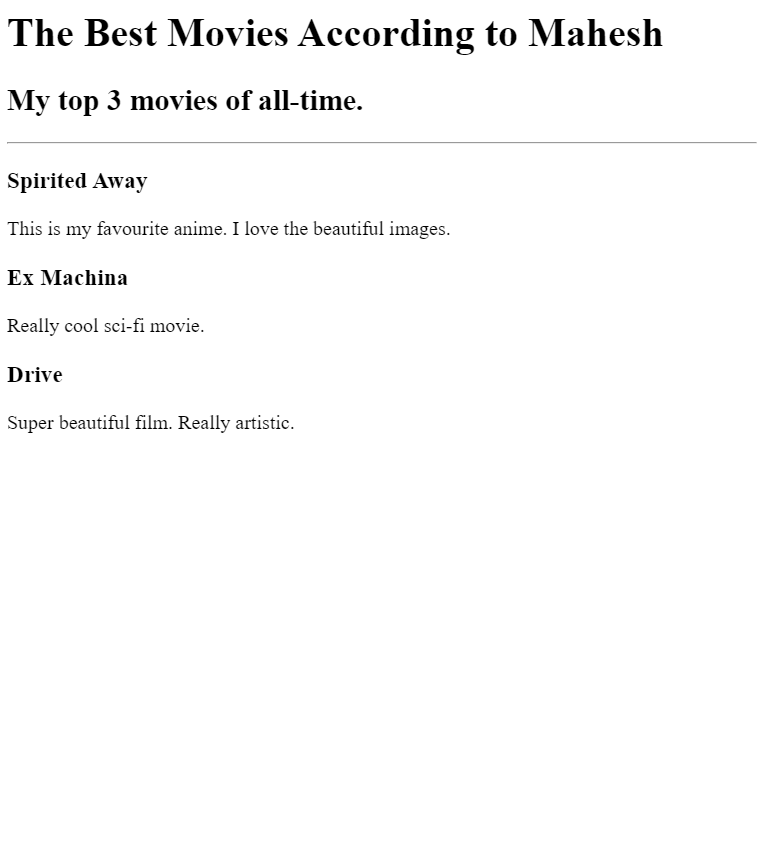 The Best Movies According to Mahesh
My top 3 movies of all-time.
Spirited Away
This is my favourite anime. I love the beautiful images.
Ex Machina
Really cool sci-fi movie.
Drive
Super beautiful film. Really artistic.